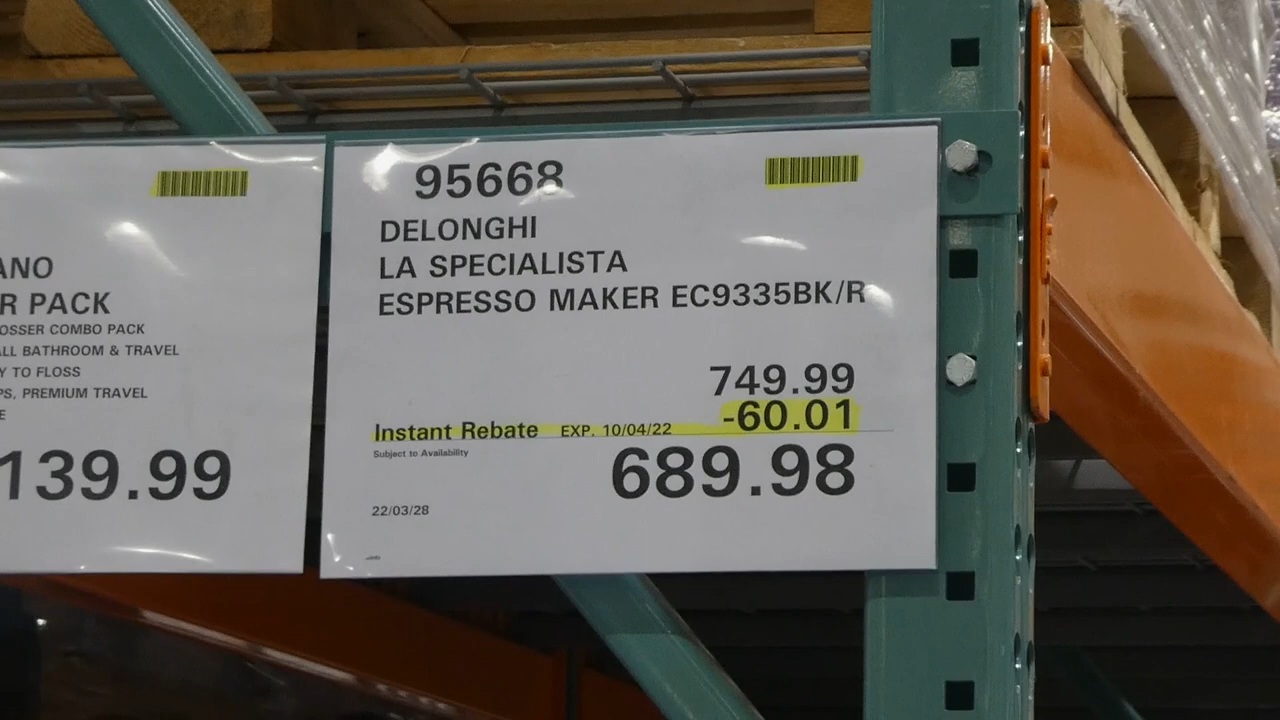 ANO
R PACK
OSSER COMBO PACK
ALL BATHROOM & TRAVEL
Y TO FLOSS
PS, PREMIUM TRAVEL
E
139.99
95668
DELONGHI
LA SPECIALISTA
ESPRESSO MAKER EC9335BK/R
749.99
Instant Rebate EXP. 10/04/22 -60.01
Subject to Availability
689.98
22/03/28